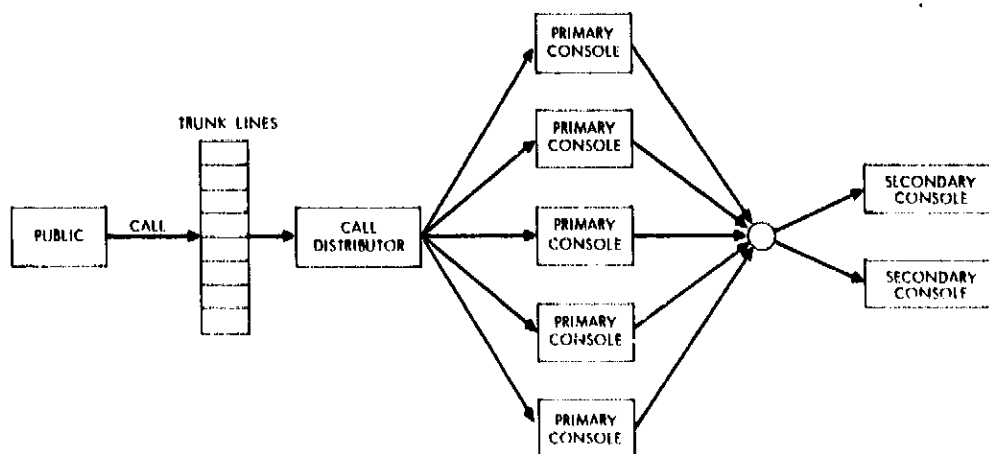 PRIMARY
CONSOLE
TRUNK LINES
PRIMARY
CONSOLE
PUBLIC
CALL
CALL
DISTRIBUTOR
PRIMARY
CONSOLE
SECONDARY
CONSOLE
SECONDARY
CONSOLE
PRIMARY
CONSOLE
PRIMARY
CONSOLE